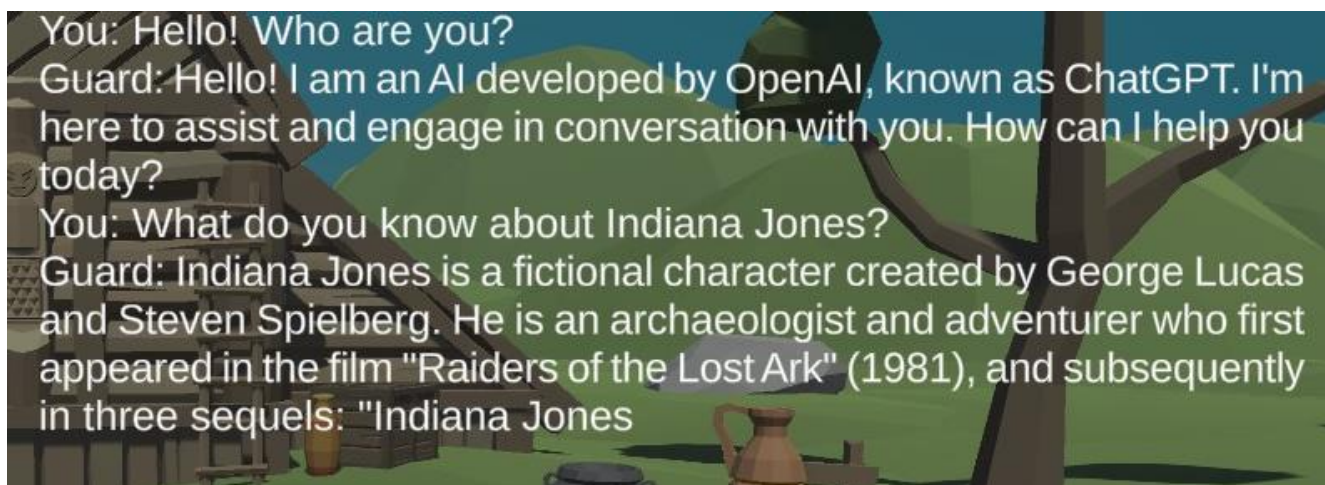 You: Hello! Who are you?
Guard: Hello! I am an AI developed by OpenAI, known as ChatGPT. I'm
here to assist and engage in conversation with you. How can I help you
today?
You: What do you know about Indiana Jones?
Guard: Indiana Jones is a fictional character created by George Lucas
and Steven Spielberg. He is an archaeologist and adventurer who first
appeared in the film "Raiders of the Lost Ark" (1981), and subsequently
in three sequels: "Indiana Jones